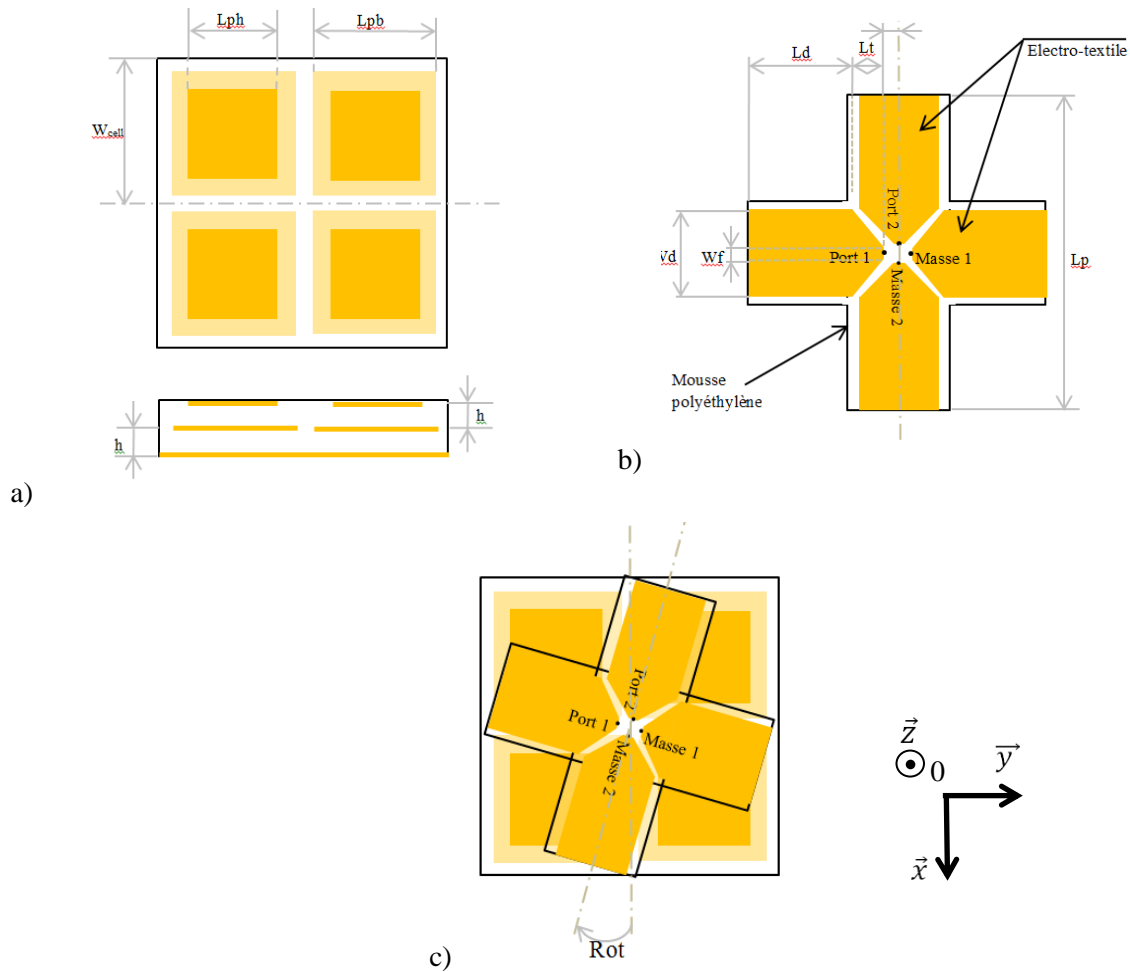 Lph
Lpb
Wcell
h
h
a)
Ld
Lt
Electro-textile
Port 2
Wf
Port 1
Masse 1
Masse 2
Lp
Mousse
polyéthylène
b)
Port 2
Port 1
Masse 1
Masse 2
Rot
c)
z
0
y
x